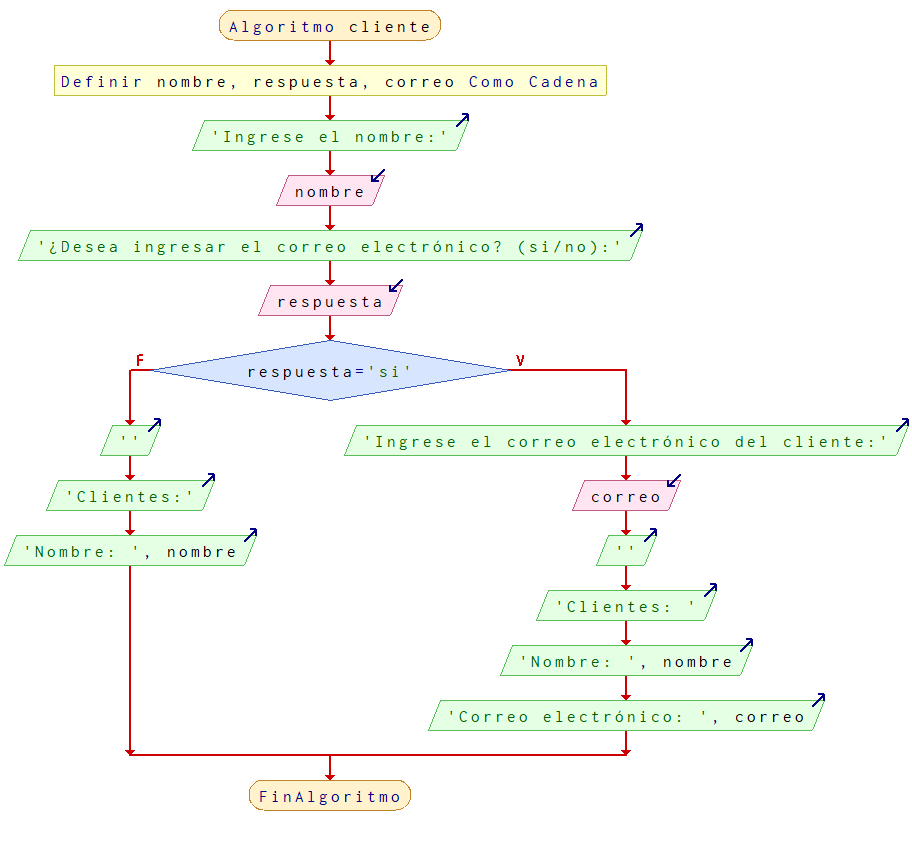 Algoritmo cliente
Definir nombre, respuesta, correo Como Cadena
'Ingrese el nombre:'
nombre
'¿Desea ingresar el correo electrónico? (si/no):'
respuesta
F
respuesta='si'
V
''
'Clientes:'
'Nombre: ', nombre
'Ingrese el correo electrónico del cliente:'
correo
''
'Clientes: '
'Nombre: ', nombre
'Correo electrónico: ', correo
FinAlgoritmo